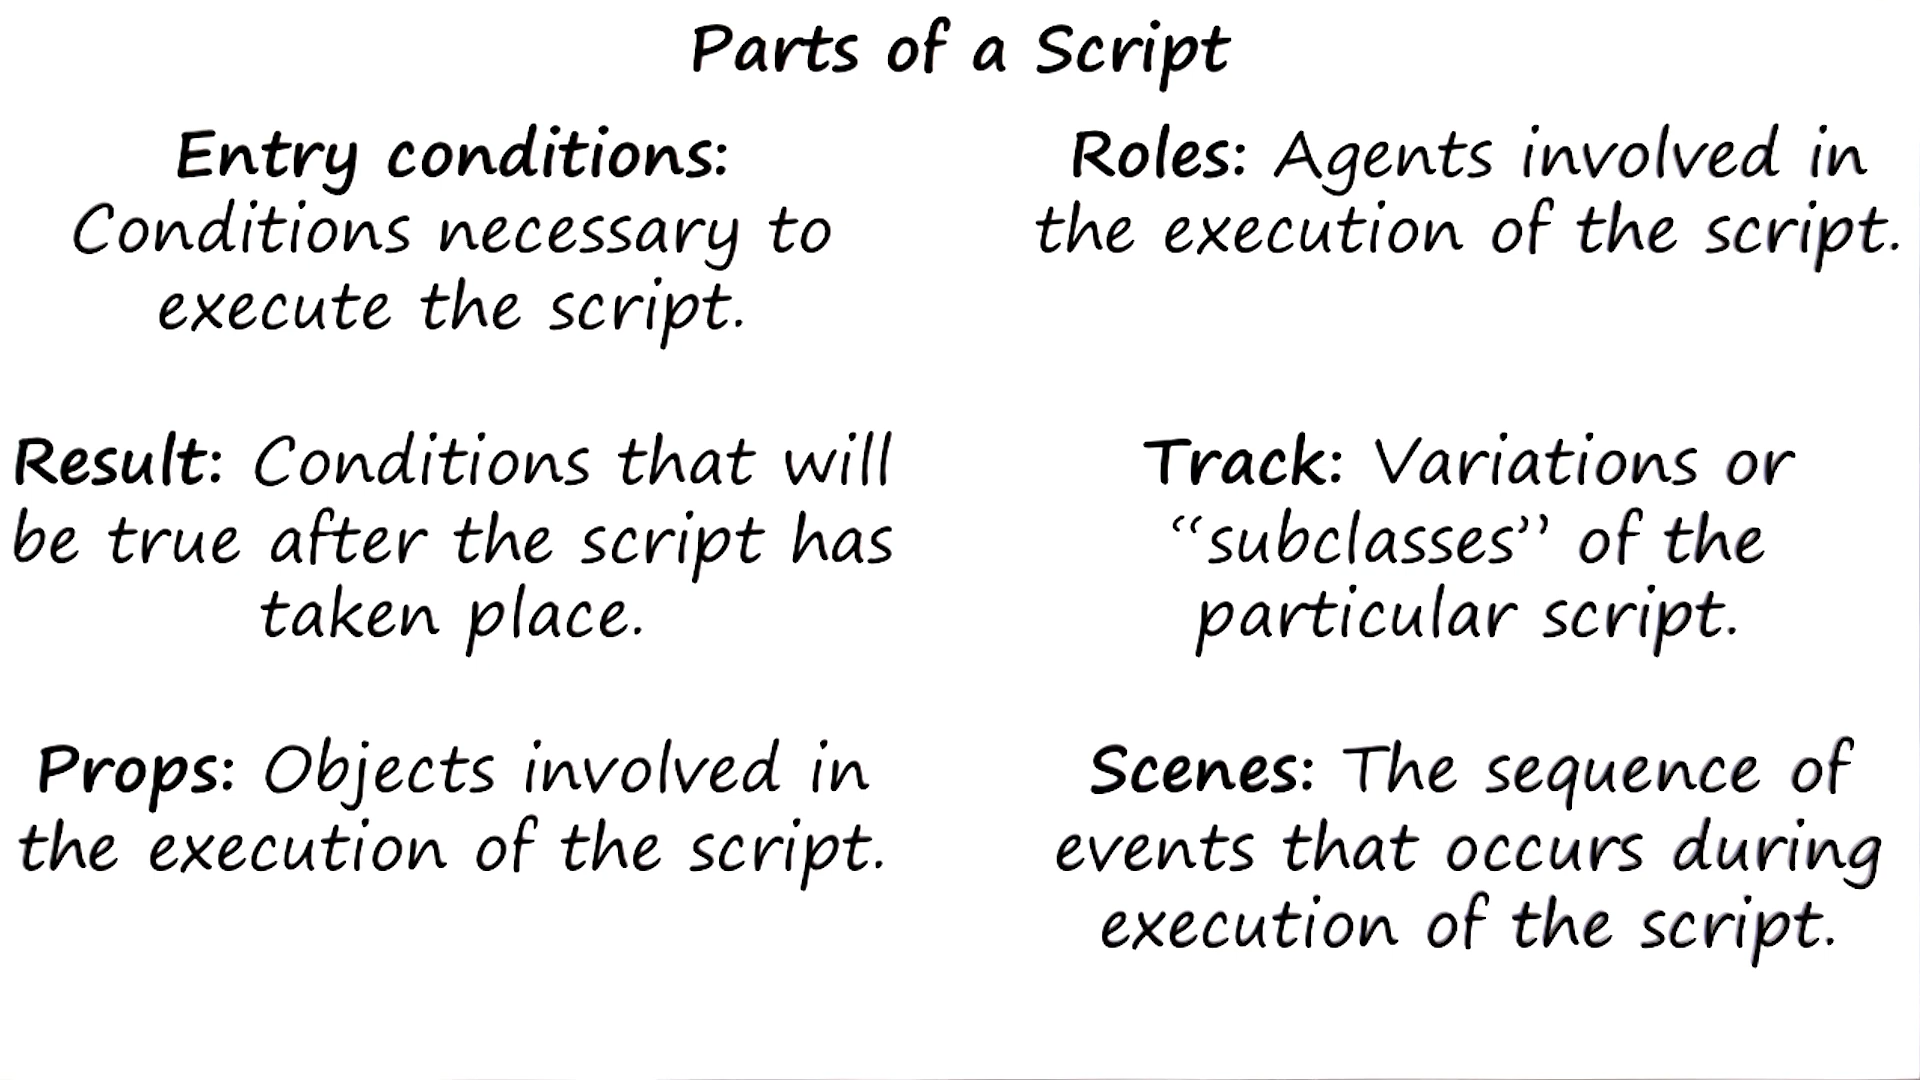 Parts of a Script
Entry conditions:
Conditions necessary to
execute the script.
Roles: Agents involved in
the execution of the script.
Result: Conditions that will
be true after the script has
taken place.
Track: Variations or
“subclasses” of the
particular script.
Props: Objects involved in
the execution of the script.
Scenes: The sequence of
events that occurs during
execution of the script.